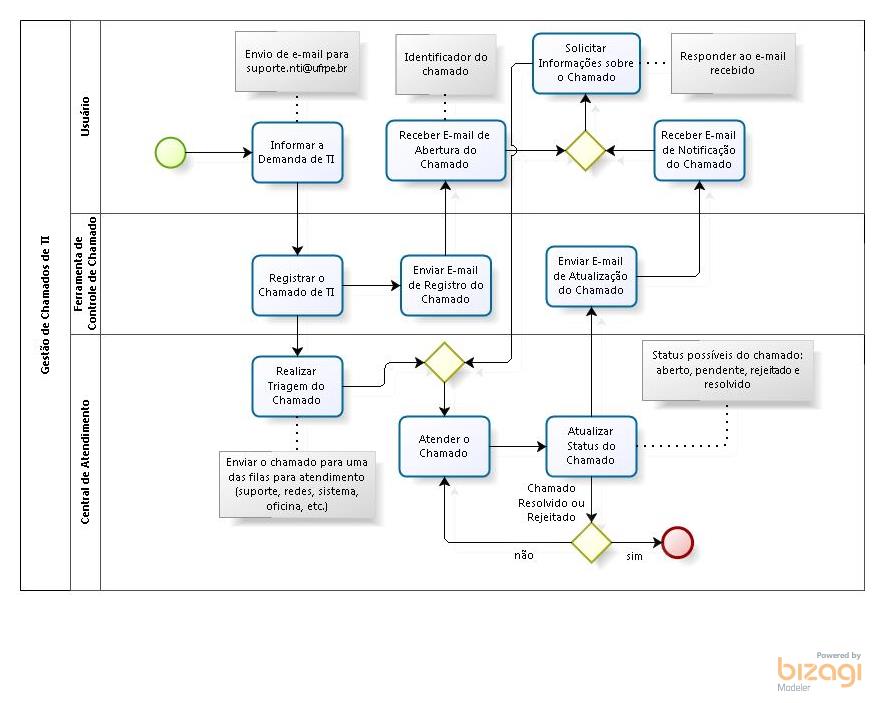 Gestão de Chamados de TI
Usuário
Envio de e-mail para
suporte.nti@ufrpe.br
Identificador do
chamado
Solicitar
Informações sobre
o Chamado
Responder ao e-mail
recebido
Informar a
Demanda de TI
Receber E-mail de
Abertura do
Chamado
Receber E-mail
de Notificação
do Chamado
Ferramenta de
Controle de Chamado
Registrar o
Chamado de TI
Enviar E-mail
de Registro do
Chamado
Enviar E-mail
de Atualização
do Chamado
Central de Atendimento
Realizar
Triagem do
Chamado
Status possíveis do chamado:
aberto, pendente, rejeitado e
resolvido
Atender o
Chamado
Atualizar
Status do
Chamado
Enviar o chamado para uma
das filas para atendimento
(suporte, redes, sistema,
oficina, etc.)
Chamado
Resolvido ou
Rejeitado
não
sim
Powered by
bizagi
Modeler